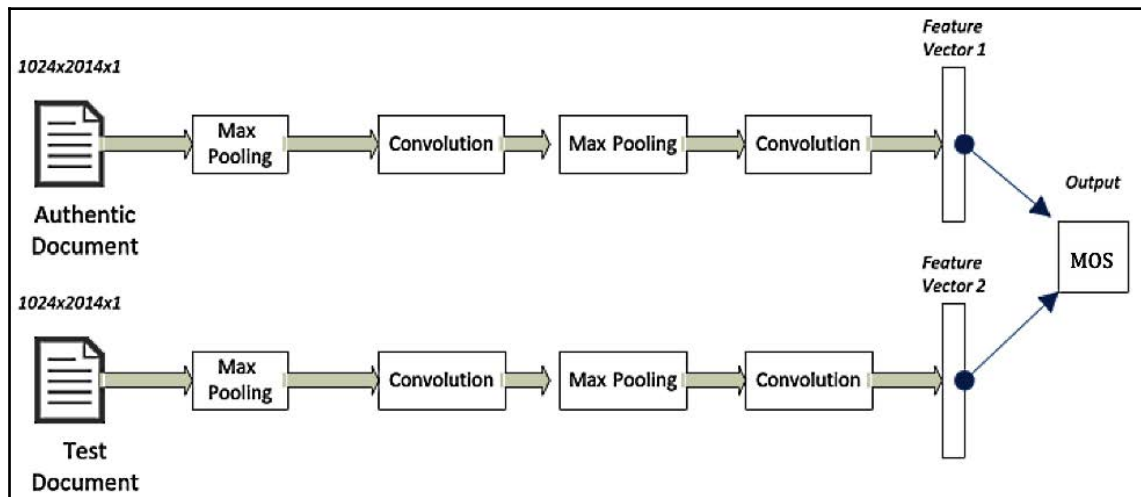 1024x2014x1
Authentic
Document
Max
Pooling
Convolution
Max Pooling
Convolution
Feature
Vector 1
Output
MOS
1024x2014x1
Test
Document
Max
Pooling
Convolution
Max Pooling
Convolution
Feature
Vector 2